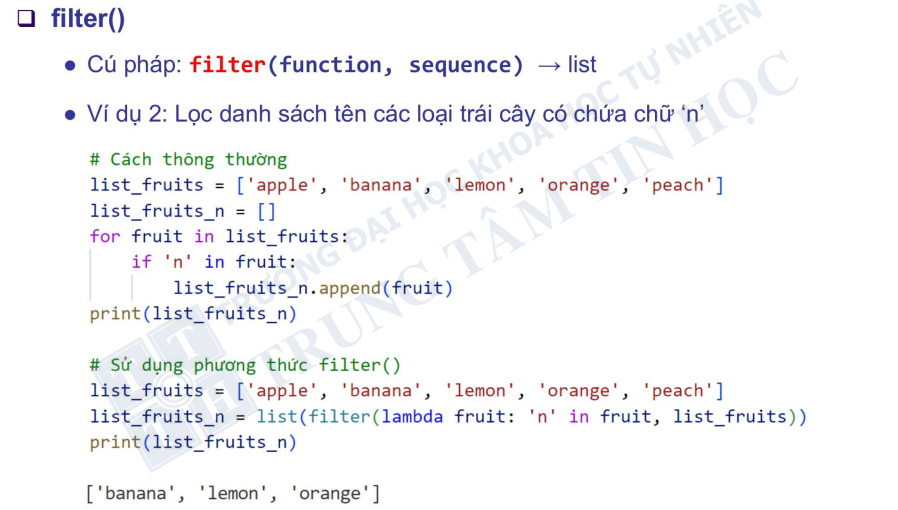 ❑ filter()
● Cú pháp: filter(function, sequence) → list
● Ví dụ 2: Lọc danh sách tên các loại trái cây có chứa chữ ‘n’
# Cách thông thường
list_fruits = ['apple', 'banana', 'lemon', 'orange', 'peach']
list_fruits_n = []
for fruit in list_fruits:
    if 'n' in fruit:
        list_fruits_n.append(fruit)
print(list_fruits_n)
# Sử dụng phương thức filter()
list_fruits = ['apple', 'banana', 'lemon', 'orange', 'peach']
list_fruits_n = list(filter(lambda fruit: 'n' in fruit, list_fruits))
print(list_fruits_n)
['banana', 'lemon', 'orange']
TRƯỜNG ĐẠI HỌC KHOA HỌC TỰ NHIÊN
TRUNG TÂM TIN HỌC